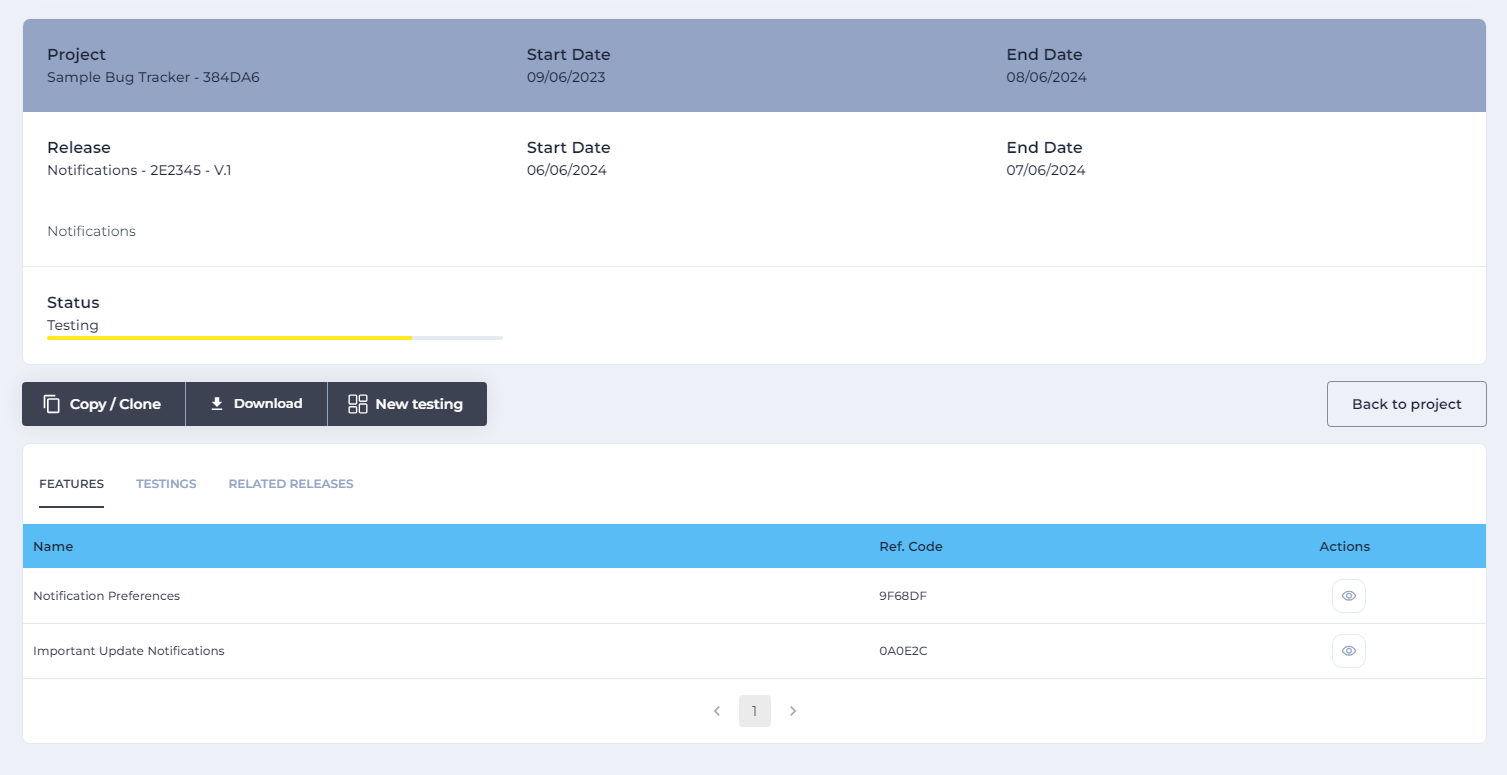 Project Start Date End Date
Sample Bug Tracker - 384DA6 09/06/2023 08/06/2024
Release Start Date End Date
Notifications - 2E2345 - V.1 06/06/2024 07/06/2024
Notifications
Status
Testing
Copy / Clone Download New testing Back to project
FEATURES TESTINGS RELATED RELEASES
Name Ref. Code Actions
Notification Preferences 9F68DF
Important Update Notifications 0A0E2C
1